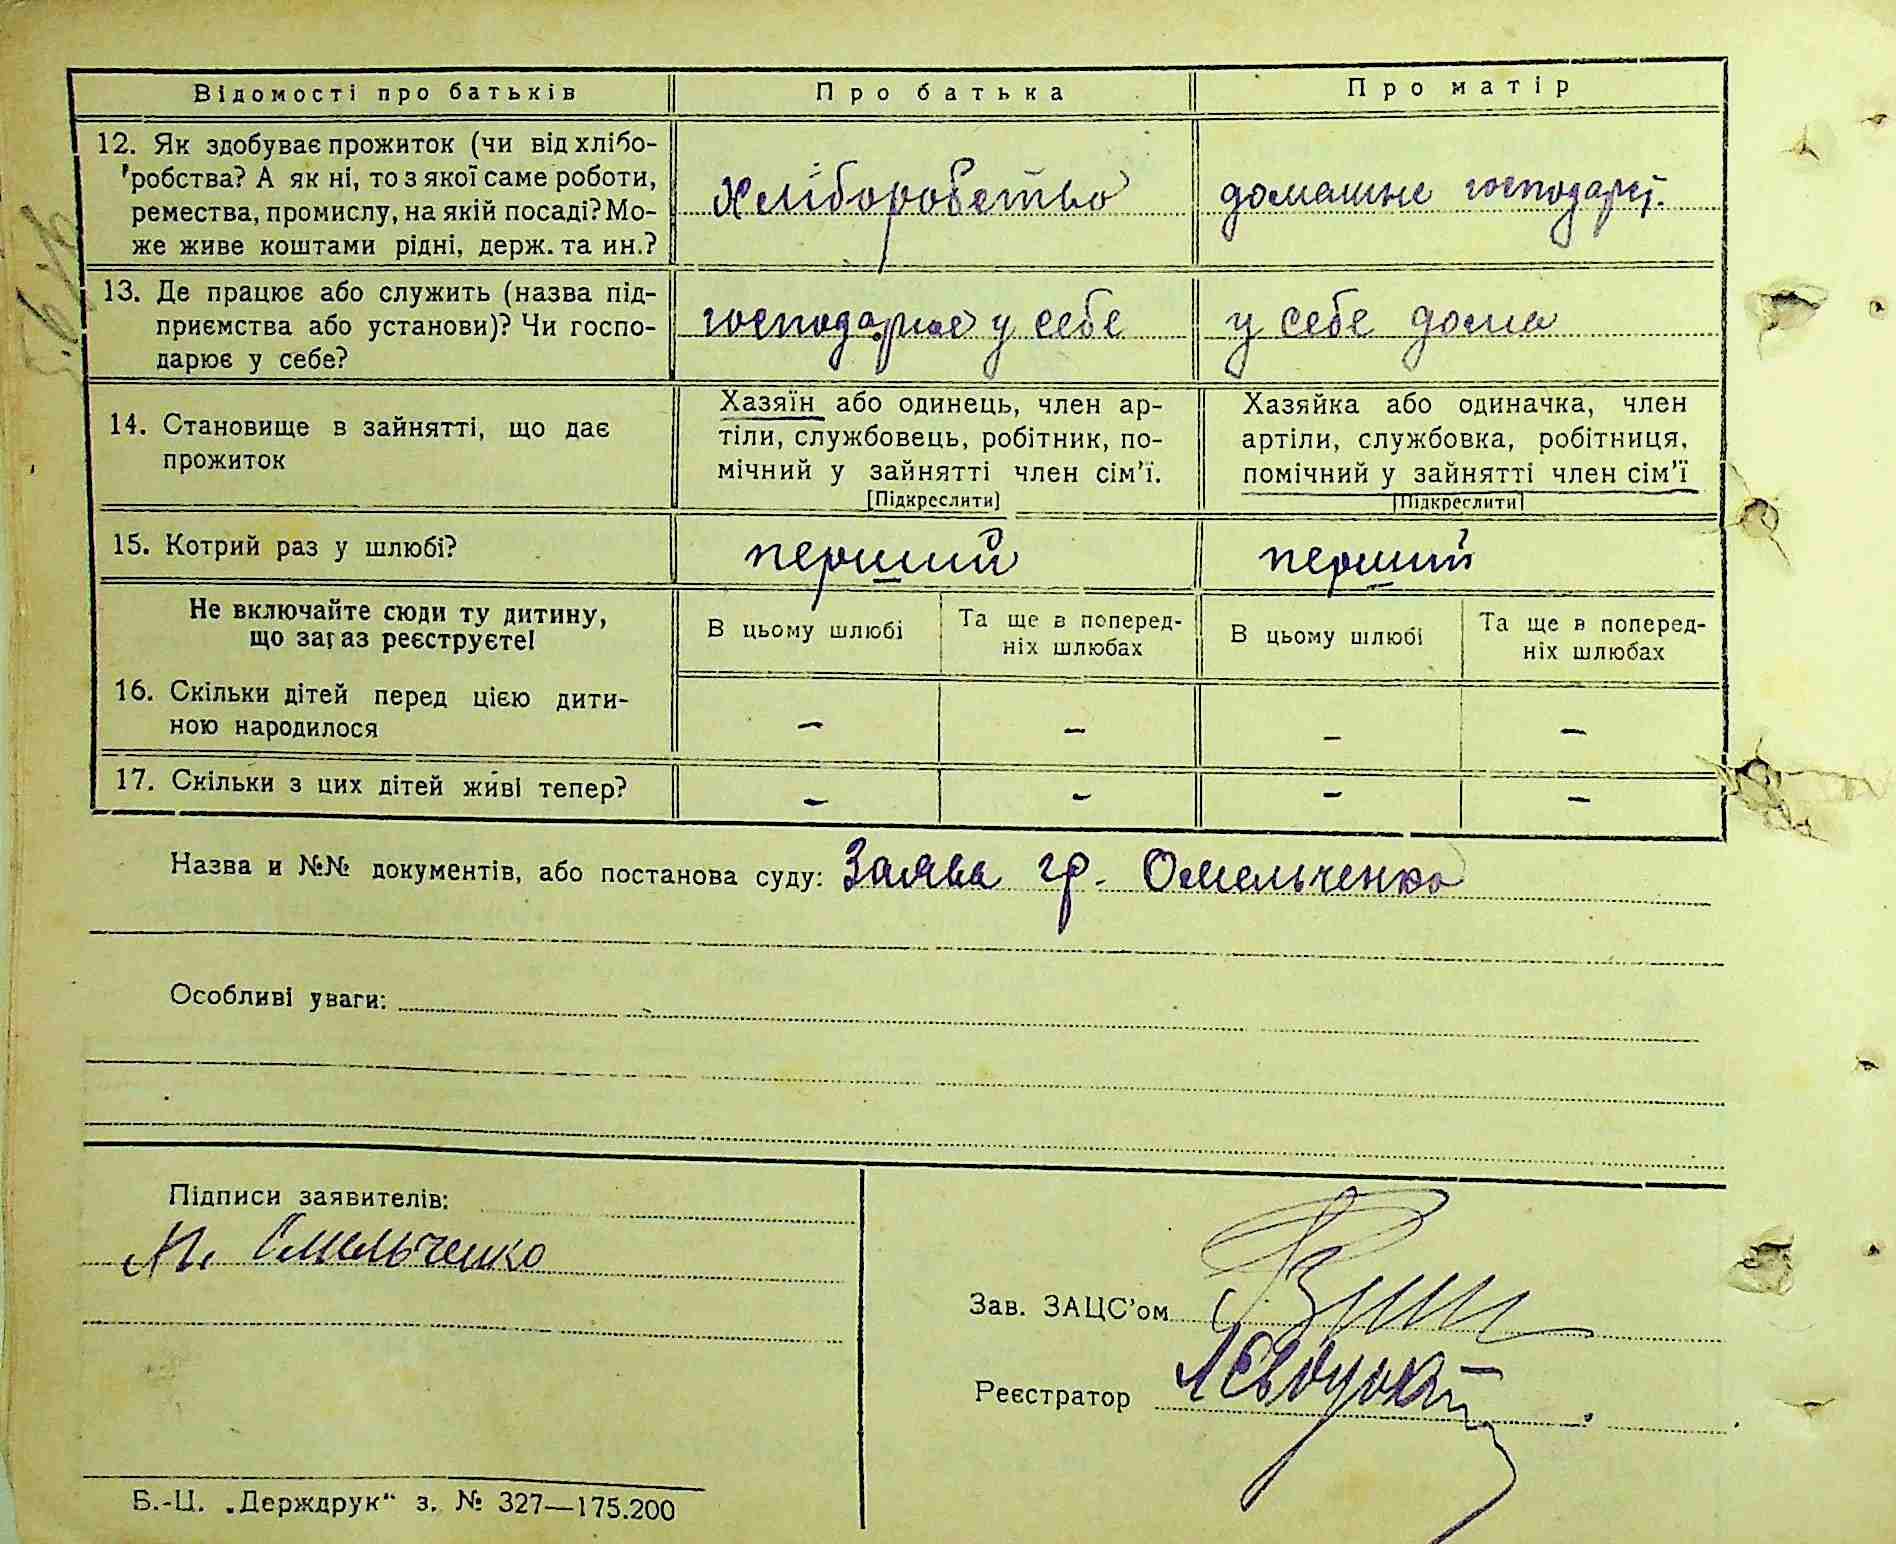 Відомості про батьків
Про батька
Про матір
12. Як здобуває прожиток (чи від хлібо-
робства? А як ні, то з якої саме роботи,
ремества, промислу, на якій посаді? Мо-
же живе коштами рідні, держ. та ин.?
хліборобство
домашне господарст.
13. Де працює або служить (назва під-
приємства або установи)? Чи госпо-
дарює у себе?
господарює у себе
у себе дома
14. Становище в зайнятті, що дає
прожиток
Хазяїн або одинець, член ар-
тіли, службовець, робітник, по-
мічний у зайнятті член сім'ї.
[Підкреслити]
Хазяйка або одиначка, член
артіли, службовка, робітниця,
помічний у зайнятті член сім'ї
[Підкреслити]
15. Котрий раз у шлюбі?
перший
перший
Не включайте сюди ту дитину,
що зараз реєструєте!
В цьому шлюбі
Та ще в поперед-
ніх шлюбах
В цьому шлюбі
Та ще в поперед-
ніх шлюбах
16. Скільки дітей перед цією дити-
ною народилося
– – – –
17. Скільки з цих дітей живі тепер?
– – – –
Назва и №№ документів, або постанова суду: Заява гр. Омельченко
Особливі уваги:
Підписи заявителів:
Омельченко
Зав. ЗАЦС'ом
Реєстратор
Б.-Ц. „Держдрук“ з. № 327—175.200